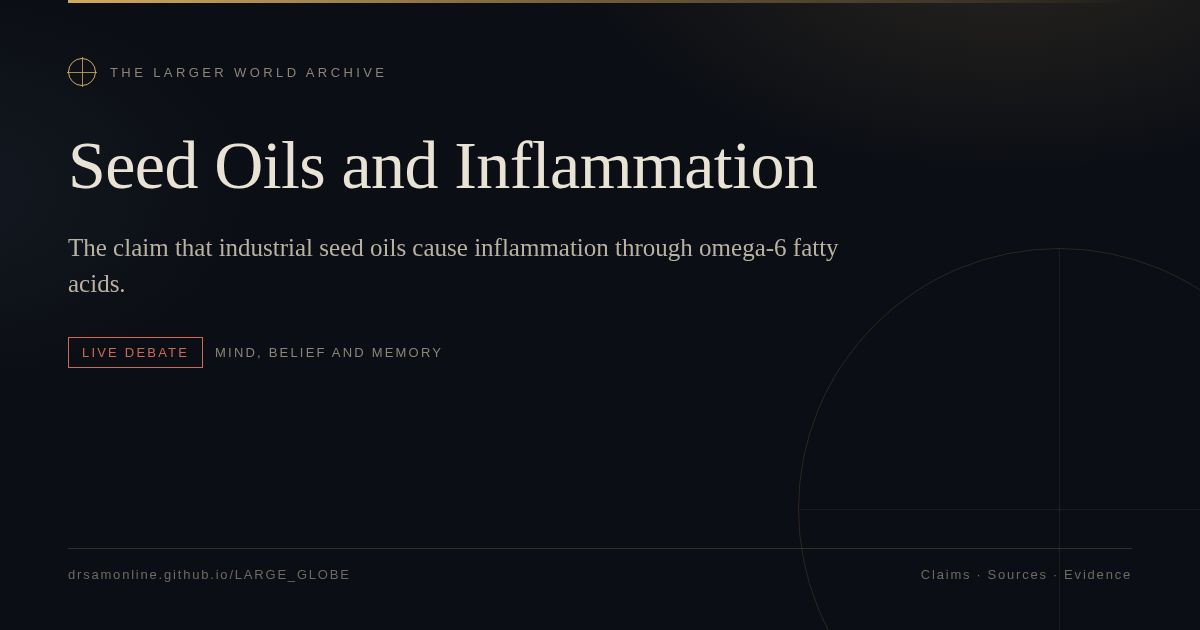 THE LARGER WORLD ARCHIVE
Seed Oils and Inflammation
The claim that industrial seed oils cause inflammation through omega-6 fatty
acids.
LIVE DEBATE MIND, BELIEF AND MEMORY
drsamonline.github.io/LARGE_GLOBE Claims · Sources · Evidence